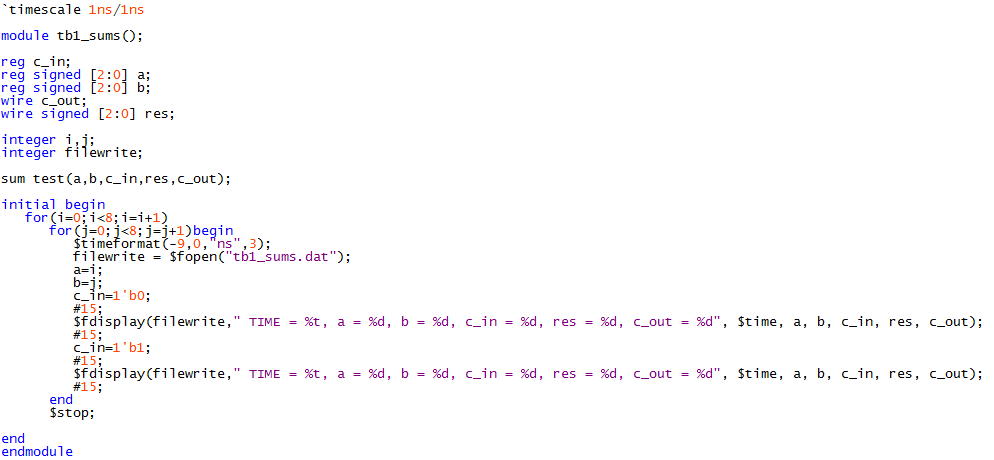 `timescale 1ns/1ns
module tb1_sums();
reg c_in;
reg signed [2:0] a;
reg signed [2:0] b;
wire c_out;
wire signed [2:0] res;
integer i,j;
integer filewrite;
sum test(a,b,c_in,res,c_out);
initial begin
for(i=0;i<8;i=i+1)
for(j=0;j<8;j=j+1)begin
$timeformat(-9,0,"ns",3);
filewrite = $fopen("tb1_sums.dat");
a=i;
b=j;
c_in=1'b0;
#15;
$fdisplay(filewrite," TIME = %t, a = %d, b = %d, c_in = %d, res = %d, c_out = %d", $time, a, b, c_in, res, c_out);
#15;
c_in=1'b1;
#15;
$fdisplay(filewrite," TIME = %t, a = %d, b = %d, c_in = %d, res = %d, c_out = %d", $time, a, b, c_in, res, c_out);
#15;
end
$stop;
end
endmodule